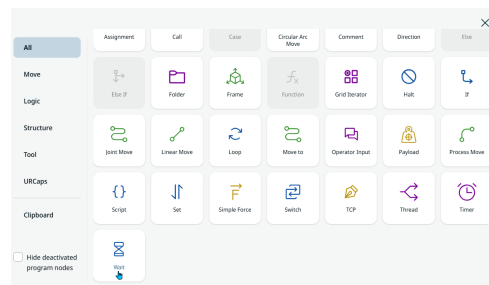 All
Move
Logic
Structure
Tool
URCaps
Clipboard
Hide deactivated
program nodes
Assignment
Call
Case
Circular Arc
Move
Comment
Direction
Else
Else If
Folder
Frame
Function
Grid Iterator
Halt
If
Joint Move
Linear Move
Loop
Move to
Operator Input
Payload
Process Move
Script
Set
Simple Force
Switch
TCP
Thread
Timer
Wait